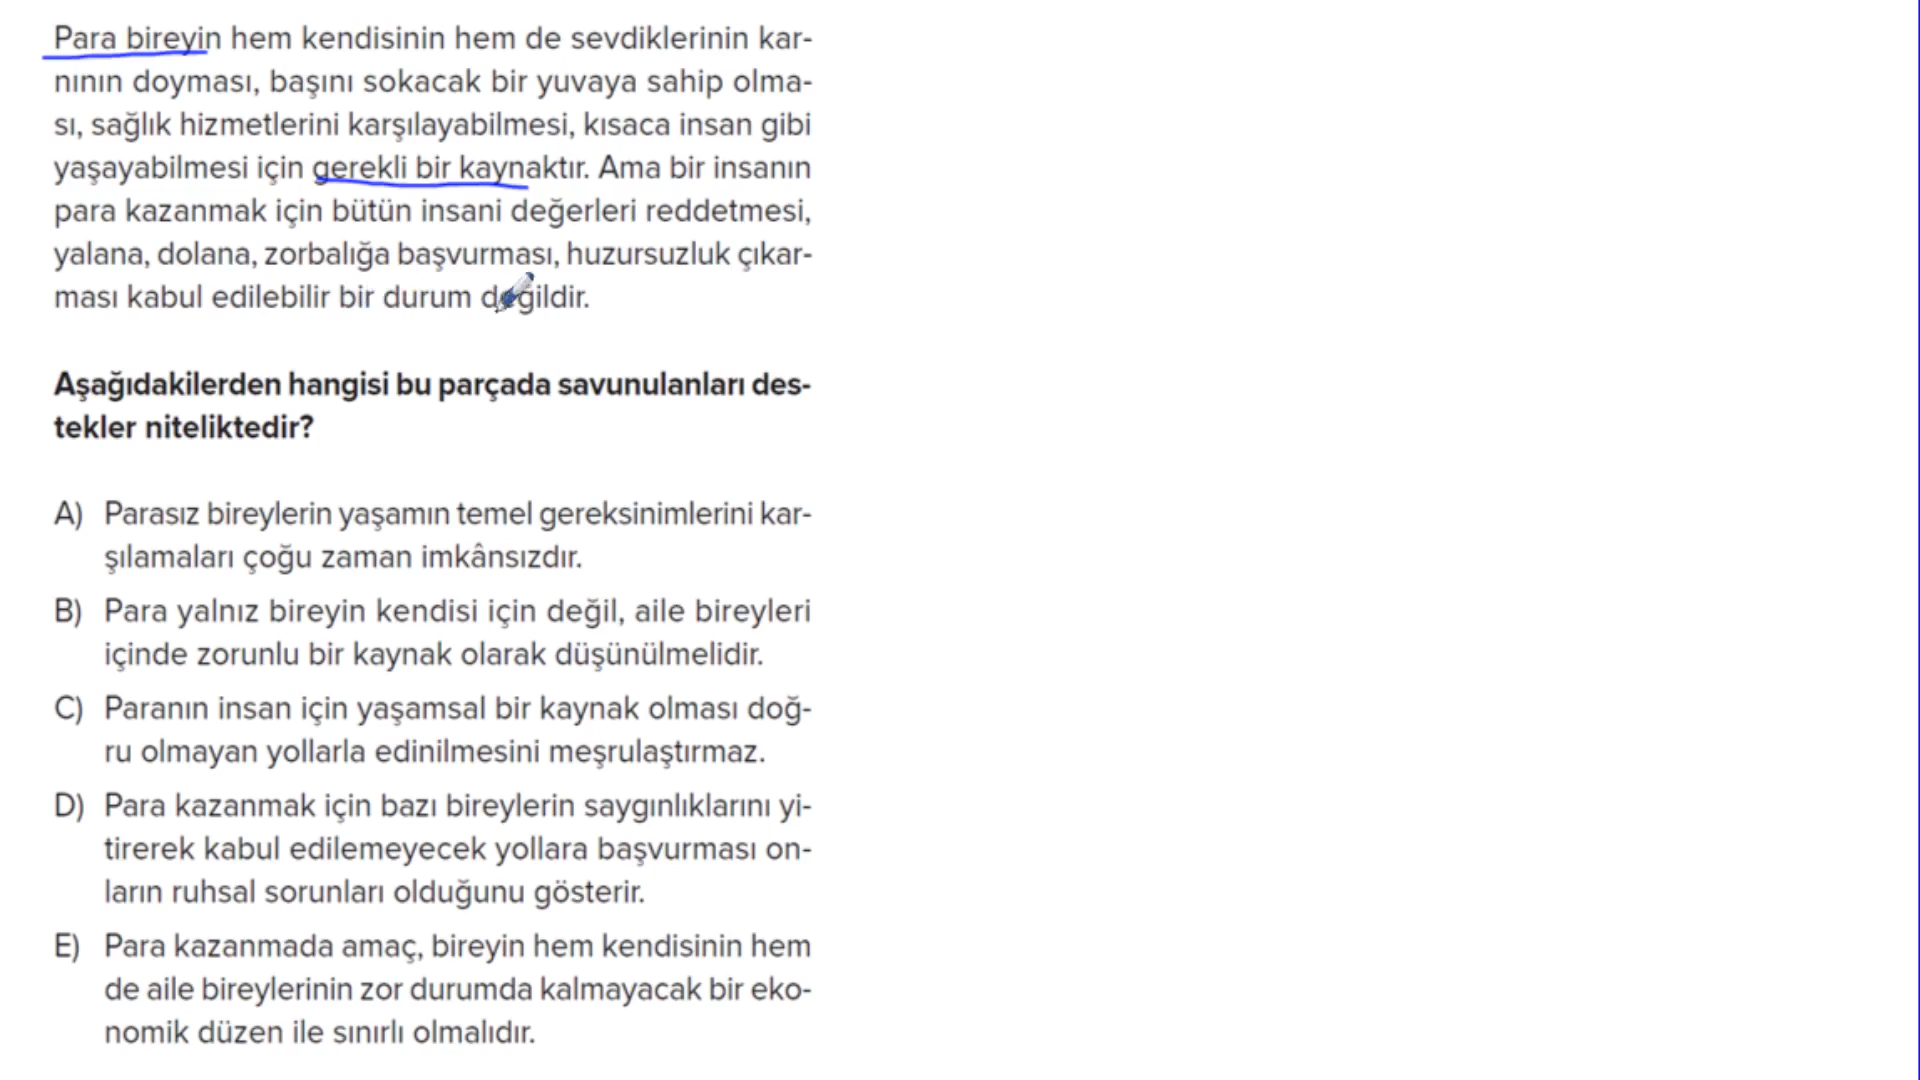 Para bireyin hem kendisinin hem de sevdiklerinin kar-
nının doyması, başını sokacak bir yuvaya sahip olma-
sı, sağlık hizmetlerini karşılayabilmesi, kısaca insan gibi
yaşayabilmesi için gerekli bir kaynaktır. Ama bir insanın
para kazanmak için bütün insani değerleri reddetmesi,
yalana, dolana, zorbalığa başvurması, huzursuzluk çıkar-
ması kabul edilebilir bir durum değildir.
Aşağıdakilerden hangisi bu parçada savunulanları des-
tekler niteliktedir?
A) Parasız bireylerin yaşamın temel gereksinimlerini kar-
şılamaları çoğu zaman imkânsızdır.
B) Para yalnız bireyin kendisi için değil, aile bireyleri
içinde zorunlu bir kaynak olarak düşünülmelidir.
C) Paranın insan için yaşamsal bir kaynak olması doğ-
ru olmayan yollarla edinilmesini meşrulaştırmaz.
D) Para kazanmak için bazı bireylerin saygınlıklarını yi-
tirerek kabul edilemeyecek yollara başvurması on-
ların ruhsal sorunları olduğunu gösterir.
E) Para kazanmada amaç, bireyin hem kendisinin hem
de aile bireylerinin zor durumda kalmayacak bir eko-
nomik düzen ile sınırlı olmalıdır.